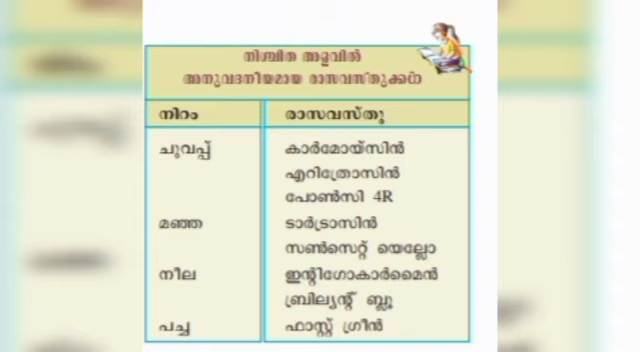 നിശ്ചിത അളവിൽ
അനുവദനീയമായ രാസവസ്തുക്കൾ
നിറം രാസവസ്തു
ചുവപ്പ് കാർമോയ്സിൻ
എറിത്രോസിൻ
പോൺസി 4R
മഞ്ഞ ടാർട്രാസിൻ
സൺസെറ്റ് യെല്ലോ
നീല ഇന്റിഗോകാർമൈൻ
ബ്രില്യന്റ് ബ്ലൂ
പച്ച ഫാസ്റ്റ് ഗ്രീൻ